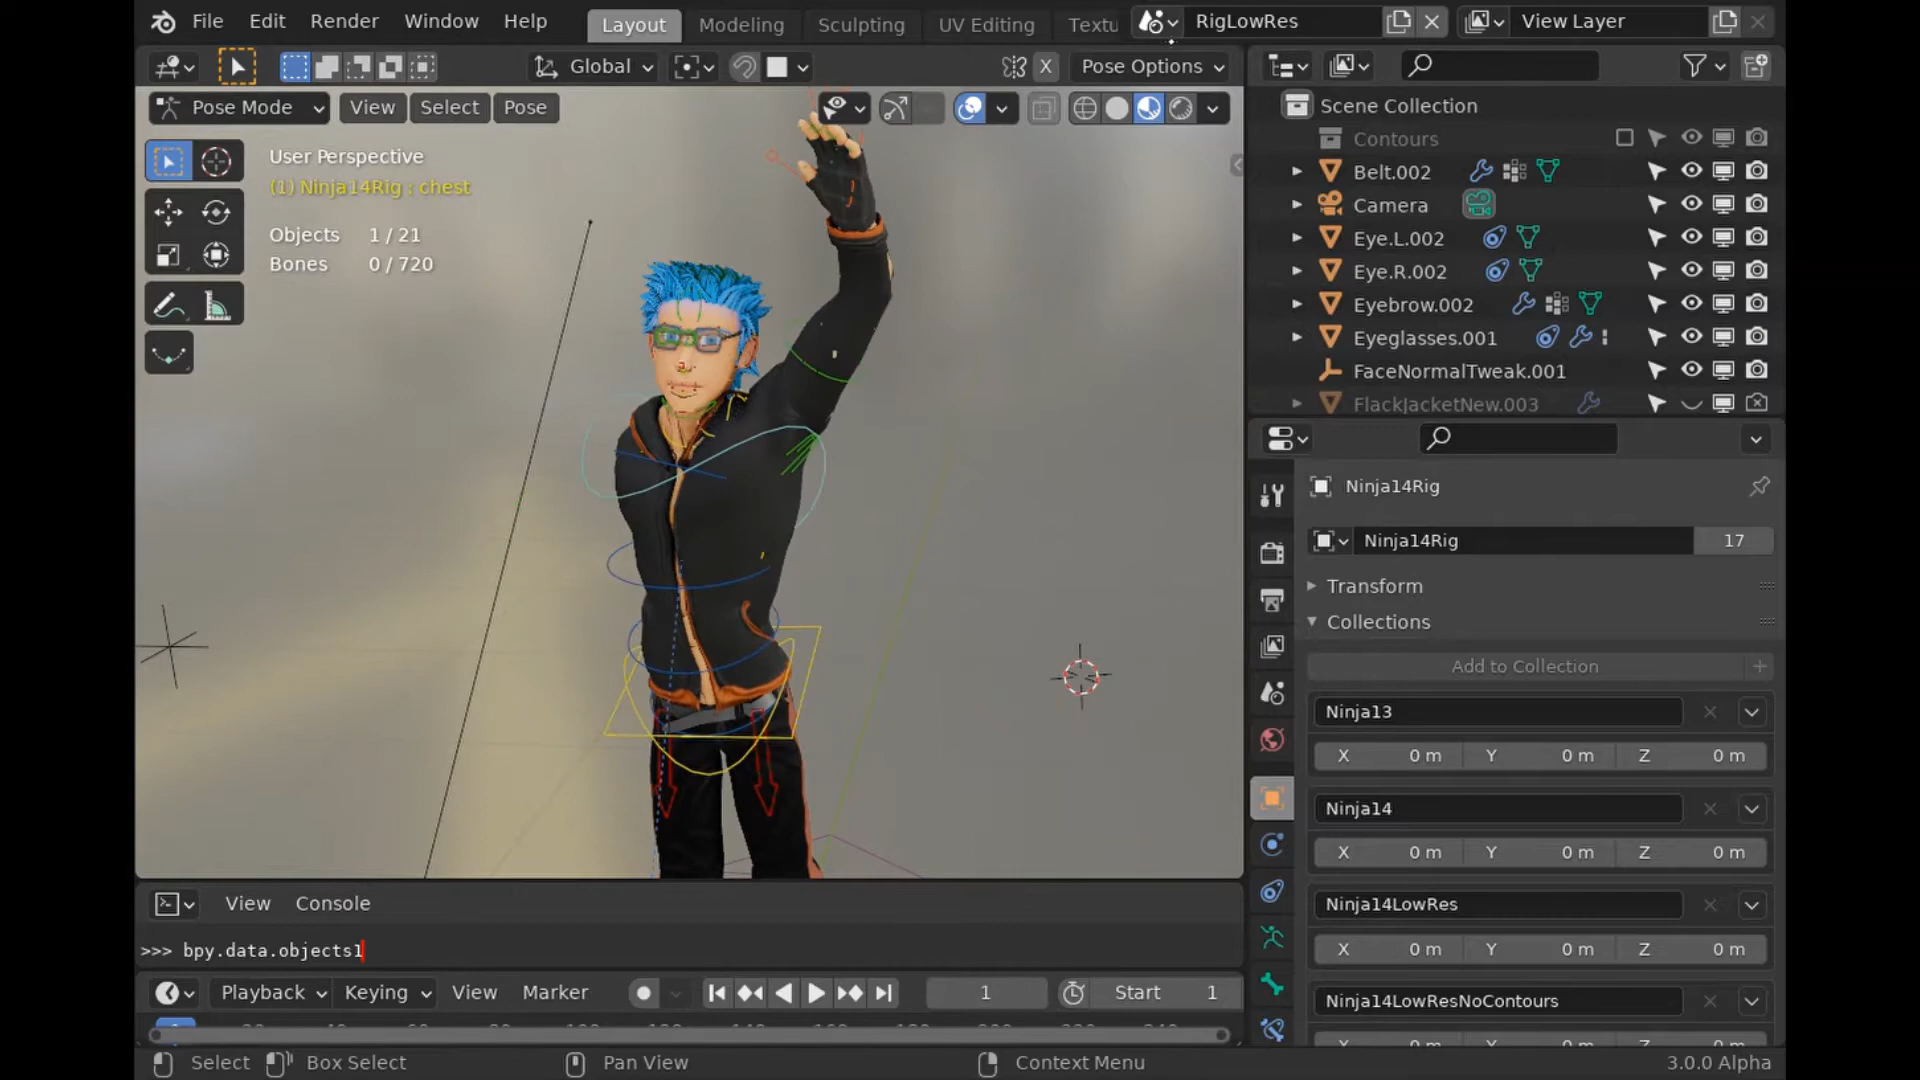 File Edit Render Window Help Layout Modeling Sculpting UV Editing Textu RigLowRes View Layer
Global X Pose Options
Pose Mode View Select Pose
User Perspective
(1) Ninja14Rig : chest
Objects 1 / 21
Bones 0 / 720
Scene Collection
Contours
Belt.002
Camera
Eye.L.002
Eye.R.002
Eyebrow.002
Eyeglasses.001
FaceNormalTweak.001
FlackJacketNew.003
Ninja14Rig
Ninja14Rig 17
Transform
Collections
Add to Collection
Ninja13
X 0 m Y 0 m Z 0 m
Ninja14
X 0 m Y 0 m Z 0 m
Ninja14LowRes
X 0 m Y 0 m Z 0 m
Ninja14LowResNoContours
View Console
>>> bpy.data.objects1
Playback Keying View Marker 1 Start 1
Select Box Select Pan View Context Menu 3.0.0 Alpha